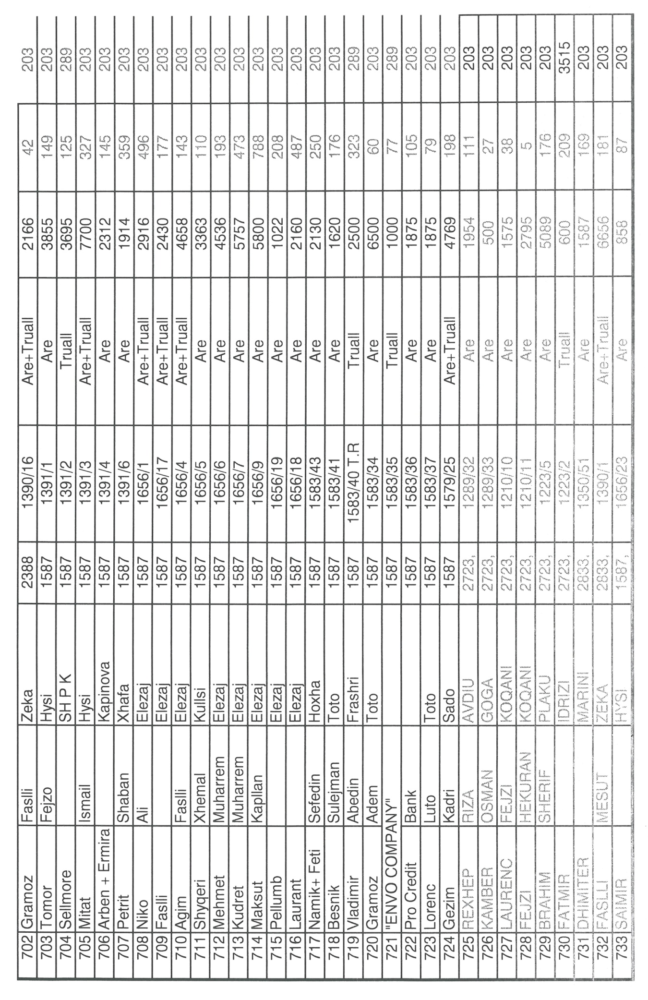 702 Gramoz Faslli Zeka 2388 1390/16 Are+Truall 2166 42 203
703 Tomor Fejzo Hysi 1587 1391/1 Are 3855 149 203
704 Sellmore SH P K 1587 1391/2 Truall 3695 125 289
705 Mitat Ismail Hysi 1587 1391/3 Are+Truall 7700 327 203
706 Arben + Ermira Kapinova 1587 1391/4 Are 2312 145 203
707 Petrit Shaban Xhafa 1587 1391/6 Are 1914 359 203
708 Niko Ali Elezaj 1587 1656/1 Are+Truall 2916 496 203
709 Faslli Elezaj 1587 1656/17 Are+Truall 2430 177 203
710 Agim Faslli Elezaj 1587 1656/4 Are+Truall 4658 143 203
711 Shyqeri Xhemal Kullsi 1587 1656/5 Are 3363 110 203
712 Mehmet Muharrem Elezaj 1587 1656/6 Are 4536 193 203
713 Kudret Muharrem Elezaj 1587 1656/7 Are 5757 473 203
714 Maksut Kapllan Elezaj 1587 1656/9 Are 5800 788 203
715 Pellumb Elezaj 1587 1656/19 Are 1022 208 203
716 Laurant Elezaj 1587 1656/18 Are 2160 487 203
717 Namik+ Feti Sefedin Hoxha 1587 1583/43 Are 2130 250 203
718 Besnik Sulejman Toto 1587 1583/41 Are 1620 176 203
719 Vladimir Abedin Frashri 1587 1583/40 T.R Truall 2500 323 289
720 Gramoz Adem Toto 1587 1583/34 Are 6500 60 203
721 "ENVO COMPANY" 1587 1583/35 Truall 1000 77 289
722 Pro Credit Bank 1587 1583/36 Are 1875 105 203
723 Lorenc Luto Toto 1587 1583/37 Are 1875 79 203
724 Gezim Kadri Sado 1587 1579/25 Are+Truall 4769 198 203
725 REXHEP RIZA AVDIU 2723, 1289/32 Are 1954 111 203
726 KAMBER OSMAN GOGA 2723, 1289/33 Are 500 27 203
727 LAURENC FEJZI KOQANI 2723, 1210/10 Are 1575 38 203
728 FEJZI HEKURAN KOQANI 2723, 1210/11 Are 2795 5 203
729 BRAHIM SHERIF PLAKU 2723, 1223/5 Are 5089 176 203
730 FATMIR IDRIZI 2723, 1223/2 Truall 600 209 3515
731 DHIMITER MARINI 2833, 1350/51 Are 1587 169 203
732 FASLLI MESUT ZEKA 2833, 1390/1 Are+Truall 6656 181 203
733 SAIMIR HYSI 1587, 1656/23 Are 858 87 203